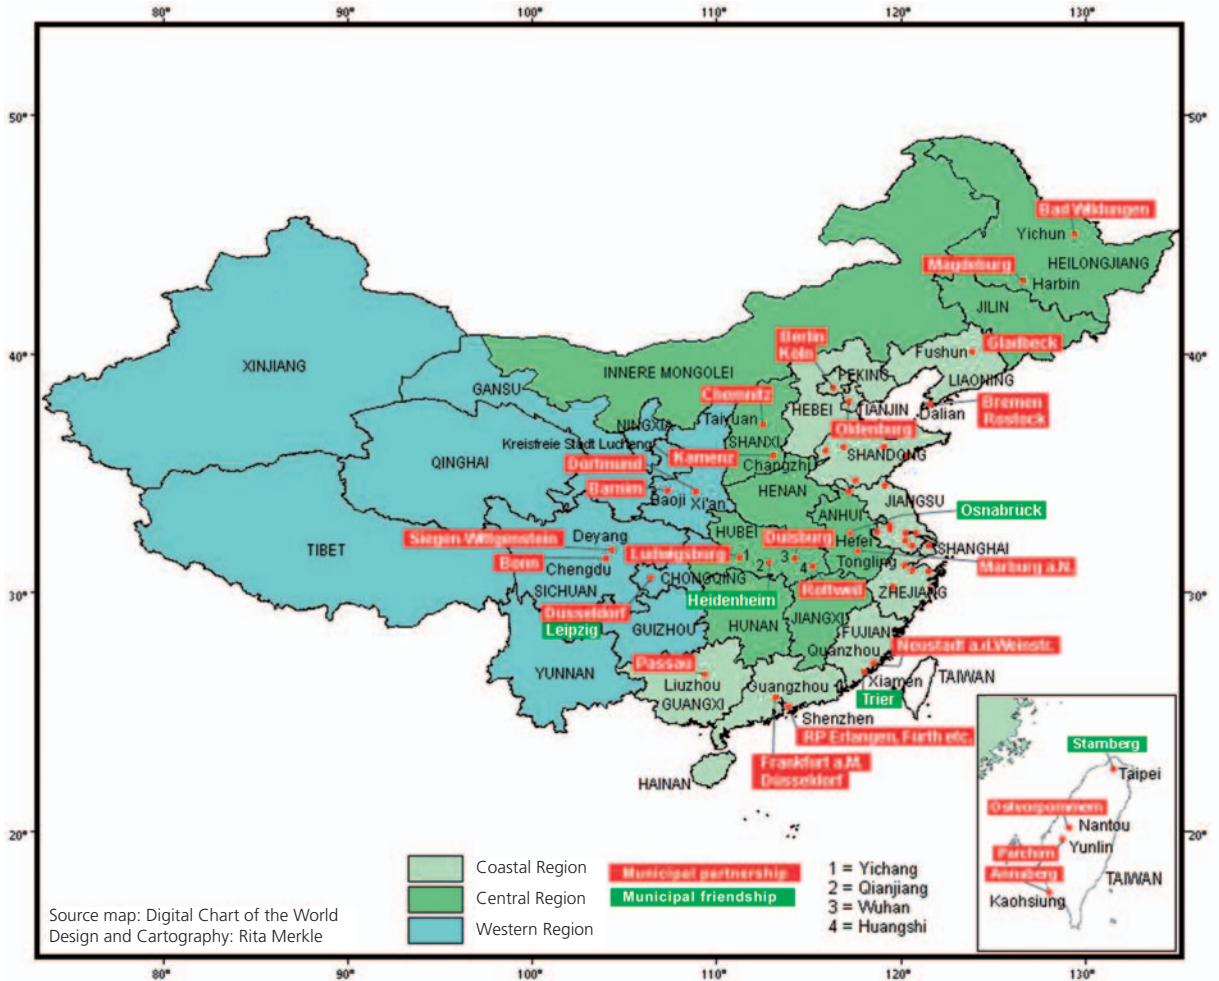 80°
90°
100°
110°
120°
130°
50°
50°
Bad Wildungen
Yichun
HEILONGJIANG
Magdeburg
Harbin
JILIN
Berlin
Köln
Gladbeck
Fushun
40°
40°
XINJIANG
INNERE MONGOLEI
PEKING
LIAONING
GANSU
Chemnitz
HEBEI
TIANJIN
Dalian
Bremen
Rostock
NINGXIA
Taiyuan
Oldenburg
Kreisfreie Stadt Lucheng
SHANXI
QINGHAI
Kamenz
Changzhi
SHANDONG
Dortmund
Barnim
Baoji
Xi'an
HENAN
JIANGSU
ANHUI
Osnabruck
HUBEI
Siegen-Wittgenstein
Deyang
Duisburg
Hefei
SHANGHAI
TIBET
Ludwigsburg
1
2
3
4
Bonn
Chengdu
Tongling
Marburg a.N.
CHONGQING
SICHUAN
Rottweil
ZHEJIANG
30°
30°
Heidenheim
Dusseldorf
Leipzig
GUIZHOU
HUNAN
JIANGXI
FUJIAN
Quanzhou
Neustadt a.d.Weinstr.
YUNNAN
Passau
Liuzhou
GUANGXI
Guangzhou
Xiamen
TAIWAN
Trier
Shenzhen
RP Erlangen, Fürth etc.
Frankfurt a.M.
Düsseldorf
HAINAN
Starnberg
Taipei
Ostvorpommern
Nantou
Yunlin
Parchim
Annaberg
TAIWAN
Kaohsiung
20°
20°
Coastal Region
Central Region
Western Region
Municipal partnership
Municipal friendship
1 = Yichang
2 = Qianjiang
3 = Wuhan
4 = Huangshi
Source map: Digital Chart of the World
Design and Cartography: Rita Merkle
80°
90°
100°
110°
120°
130°